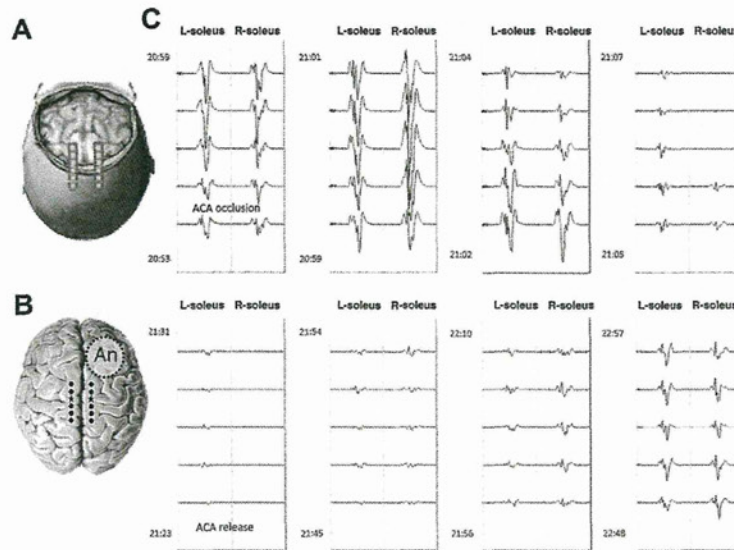 A
C
L-soleus R-soleus
L-soleus R-soleus
L-soleus R-soleus
L-soleus R-soleus
20:59
21:01
21:04
21:07
ACA occlusion
20:53
20:59
21:02
21:05
B
L-soleus R-soleus
L-soleus R-soleus
L-soleus R-soleus
L-soleus R-soleus
21:31
21:54
22:10
22:57
An
ACA release
21:23
21:45
21:56
22:48